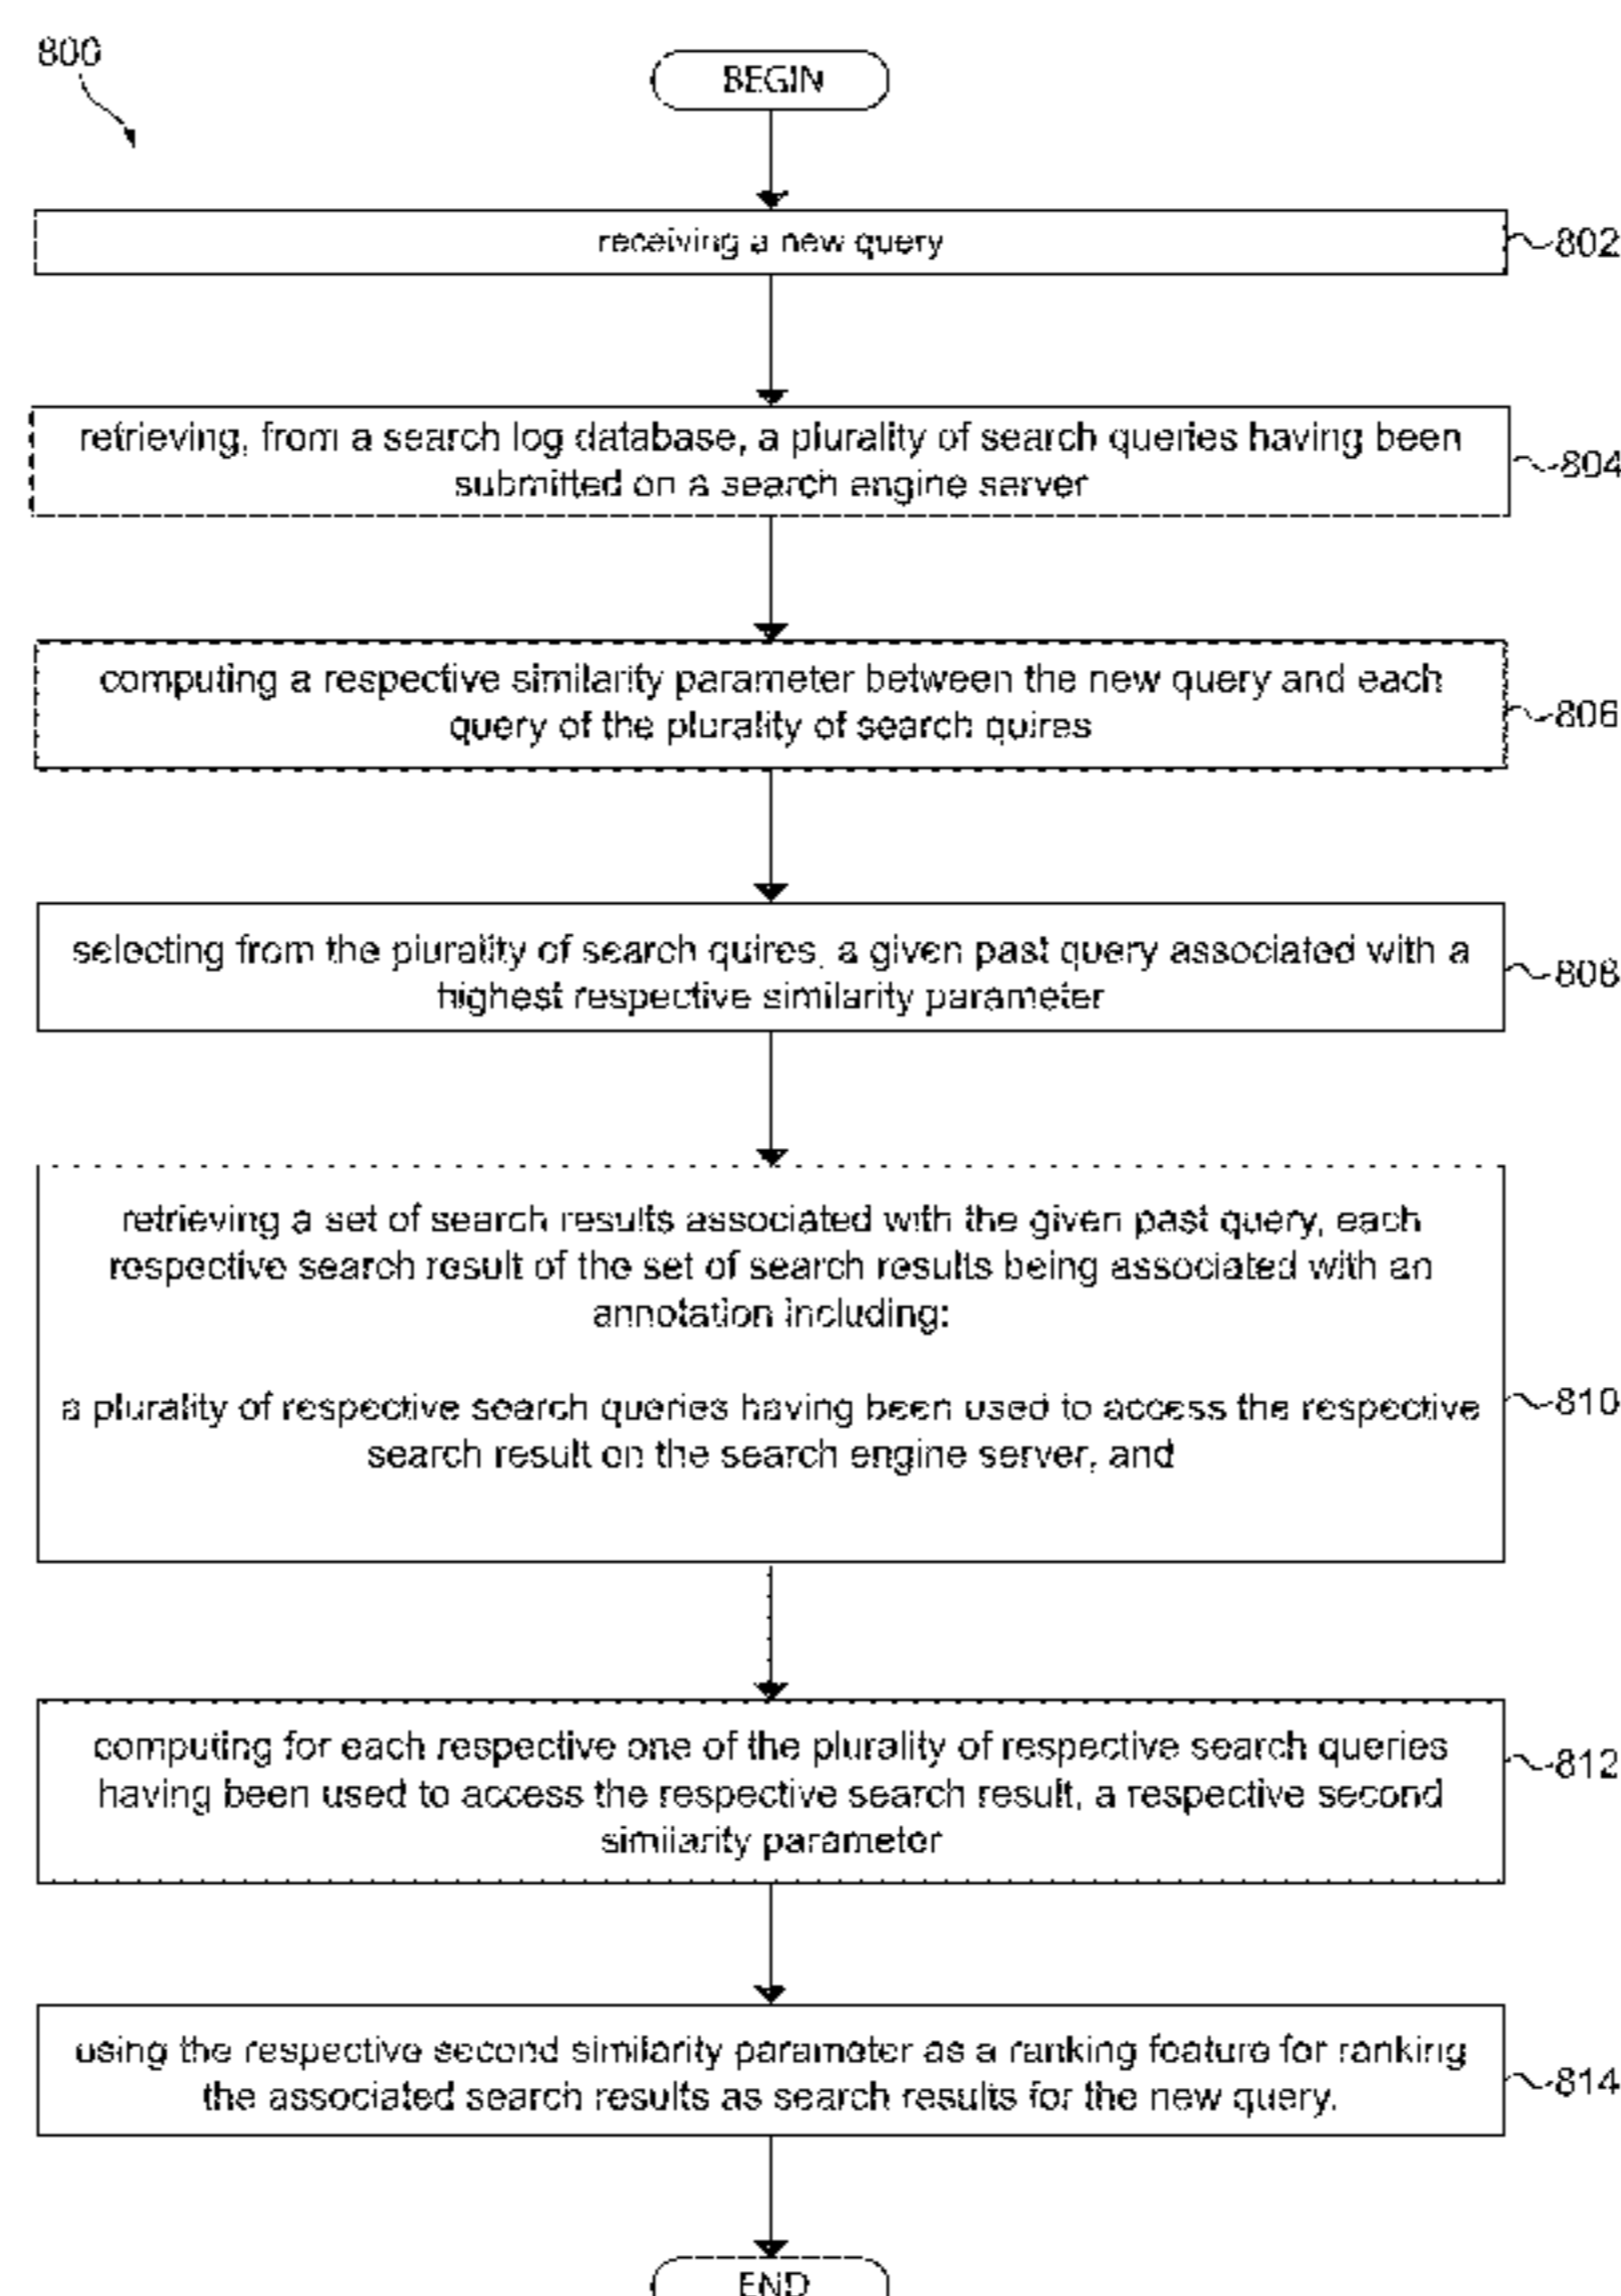 800
BEGIN
receiving a new query
802
retrieving, from a search log database, a plurality of search queries having been
submitted on a search engine server
804
computing a respective similarity parameter between the new query and each
query of the plurality of search quires
806
selecting from the plurality of search quires, a given past query associated with a
highest respective similarity parameter
808
retrieving a set of search results associated with the given past query, each
respective search result of the set of search results being associated with an
annotation including:
a plurality of respective search queries having been used to access the respective
search result on the search engine server, and
810
computing for each respective one of the plurality of respective search queries
having been used to access the respective search result, a respective second
similarity parameter
812
using the respective second similarity parameter as a ranking feature for ranking
the associated search results as search results for the new query.
814
END